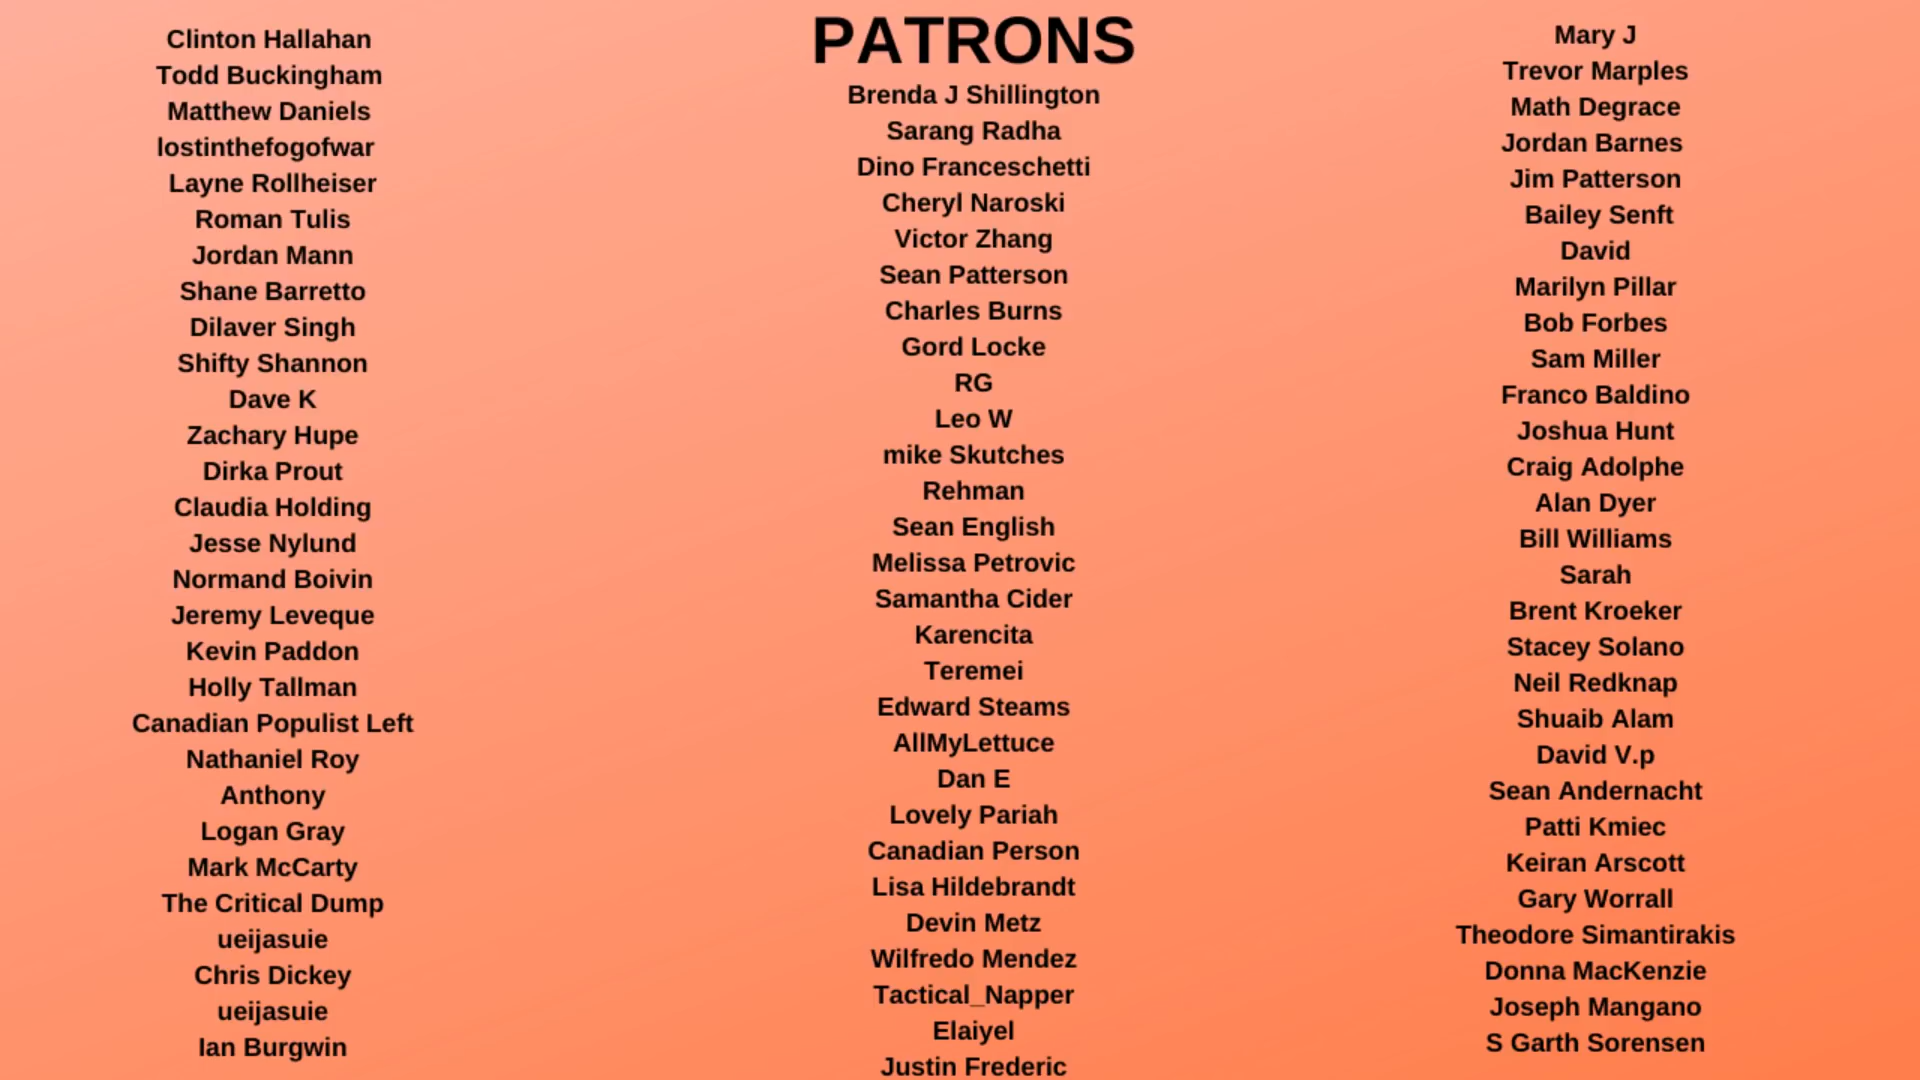 Clinton Hallahan
Todd Buckingham
Matthew Daniels
lostinthefogofwar
Layne Rollheiser
Roman Tulis
Jordan Mann
Shane Barretto
Dilaver Singh
Shifty Shannon
Dave K
Zachary Hupe
Dirka Prout
Claudia Holding
Jesse Nylund
Normand Boivin
Jeremy Leveque
Kevin Paddon
Holly Tallman
Canadian Populist Left
Nathaniel Roy
Anthony
Logan Gray
Mark McCarty
The Critical Dump
ueijasuie
Chris Dickey
ueijasuie
Ian Burgwin
PATRONS
Brenda J Shillington
Sarang Radha
Dino Franceschetti
Cheryl Naroski
Victor Zhang
Sean Patterson
Charles Burns
Gord Locke
RG
Leo W
mike Skutches
Rehman
Sean English
Melissa Petrovic
Samantha Cider
Karencita
Teremei
Edward Steams
AllMyLettuce
Dan E
Lovely Pariah
Canadian Person
Lisa Hildebrandt
Devin Metz
Wilfredo Mendez
Tactical_Napper
Elaiyel
Justin Frederic
Mary J
Trevor Marples
Math Degrace
Jordan Barnes
Jim Patterson
Bailey Senft
David
Marilyn Pillar
Bob Forbes
Sam Miller
Franco Baldino
Joshua Hunt
Craig Adolphe
Alan Dyer
Bill Williams
Sarah
Brent Kroeker
Stacey Solano
Neil Redknap
Shuaib Alam
David V.p
Sean Andernacht
Patti Kmiec
Keiran Arscott
Gary Worrall
Theodore Simantirakis
Donna MacKenzie
Joseph Mangano
S Garth Sorensen